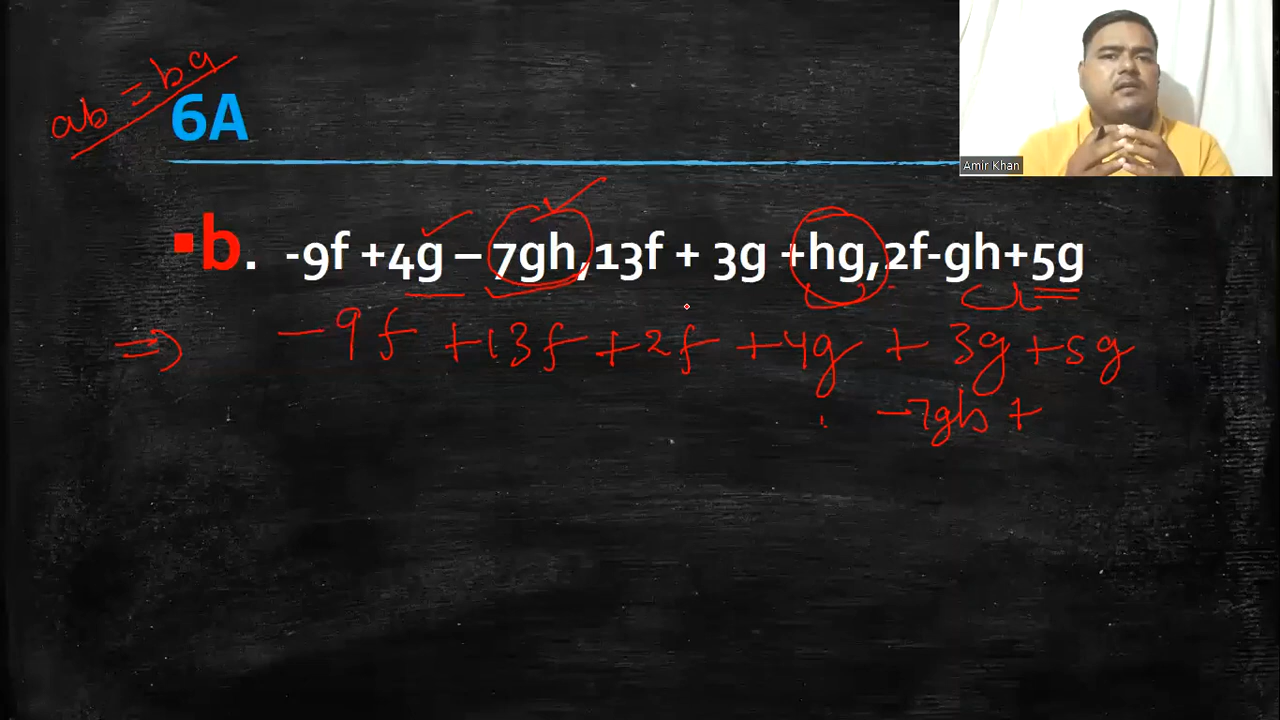 ab = ba
6A
Amir Khan
▪b. -9f +4g – 7gh,13f + 3g +hg,2f-gh+5g
=> -9f +13f +2f +4g + 3g +5g
-7gh +